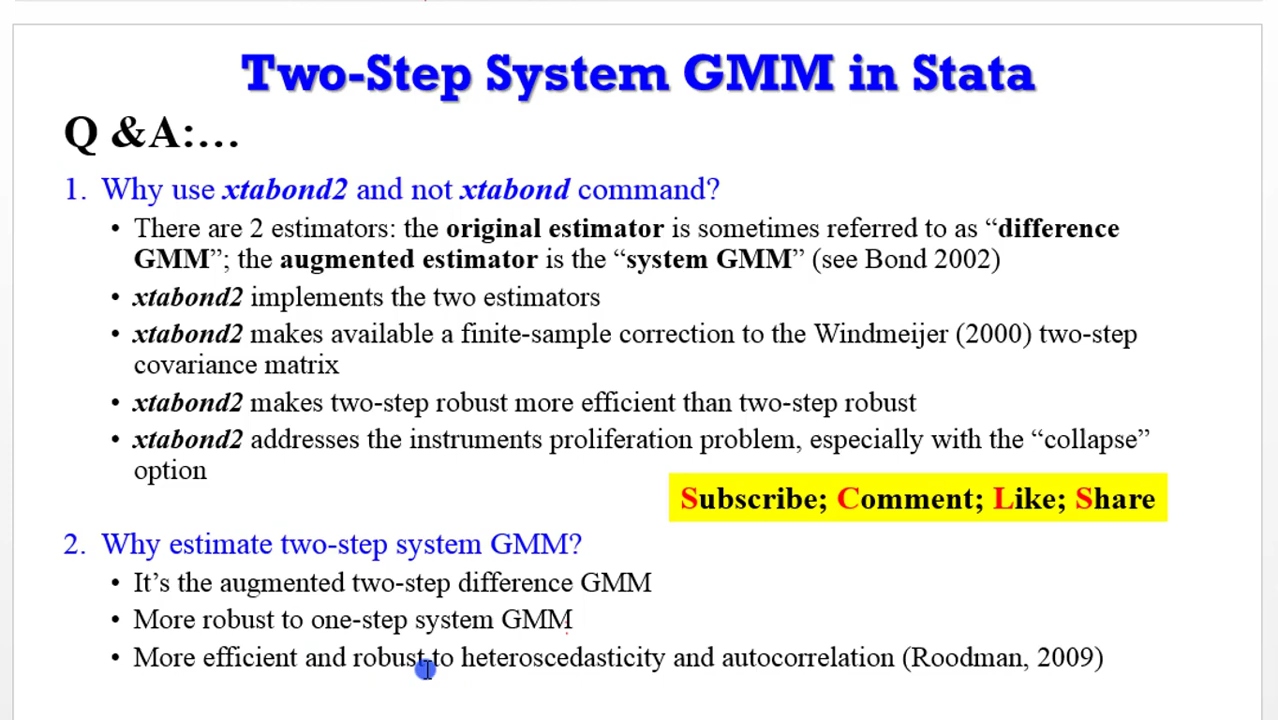 Two-Step System GMM in Stata
Q &A:…
1. Why use xtabond2 and not xtabond command?
• There are 2 estimators: the original estimator is sometimes referred to as “difference
GMM”; the augmented estimator is the “system GMM” (see Bond 2002)
• xtabond2 implements the two estimators
• xtabond2 makes available a finite-sample correction to the Windmeijer (2000) two-step
covariance matrix
• xtabond2 makes two-step robust more efficient than two-step robust
• xtabond2 addresses the instruments proliferation problem, especially with the “collapse”
option
Subscribe; Comment; Like; Share
2. Why estimate two-step system GMM?
• It’s the augmented two-step difference GMM
• More robust to one-step system GMM
• More efficient and robust to heteroscedasticity and autocorrelation (Roodman, 2009)